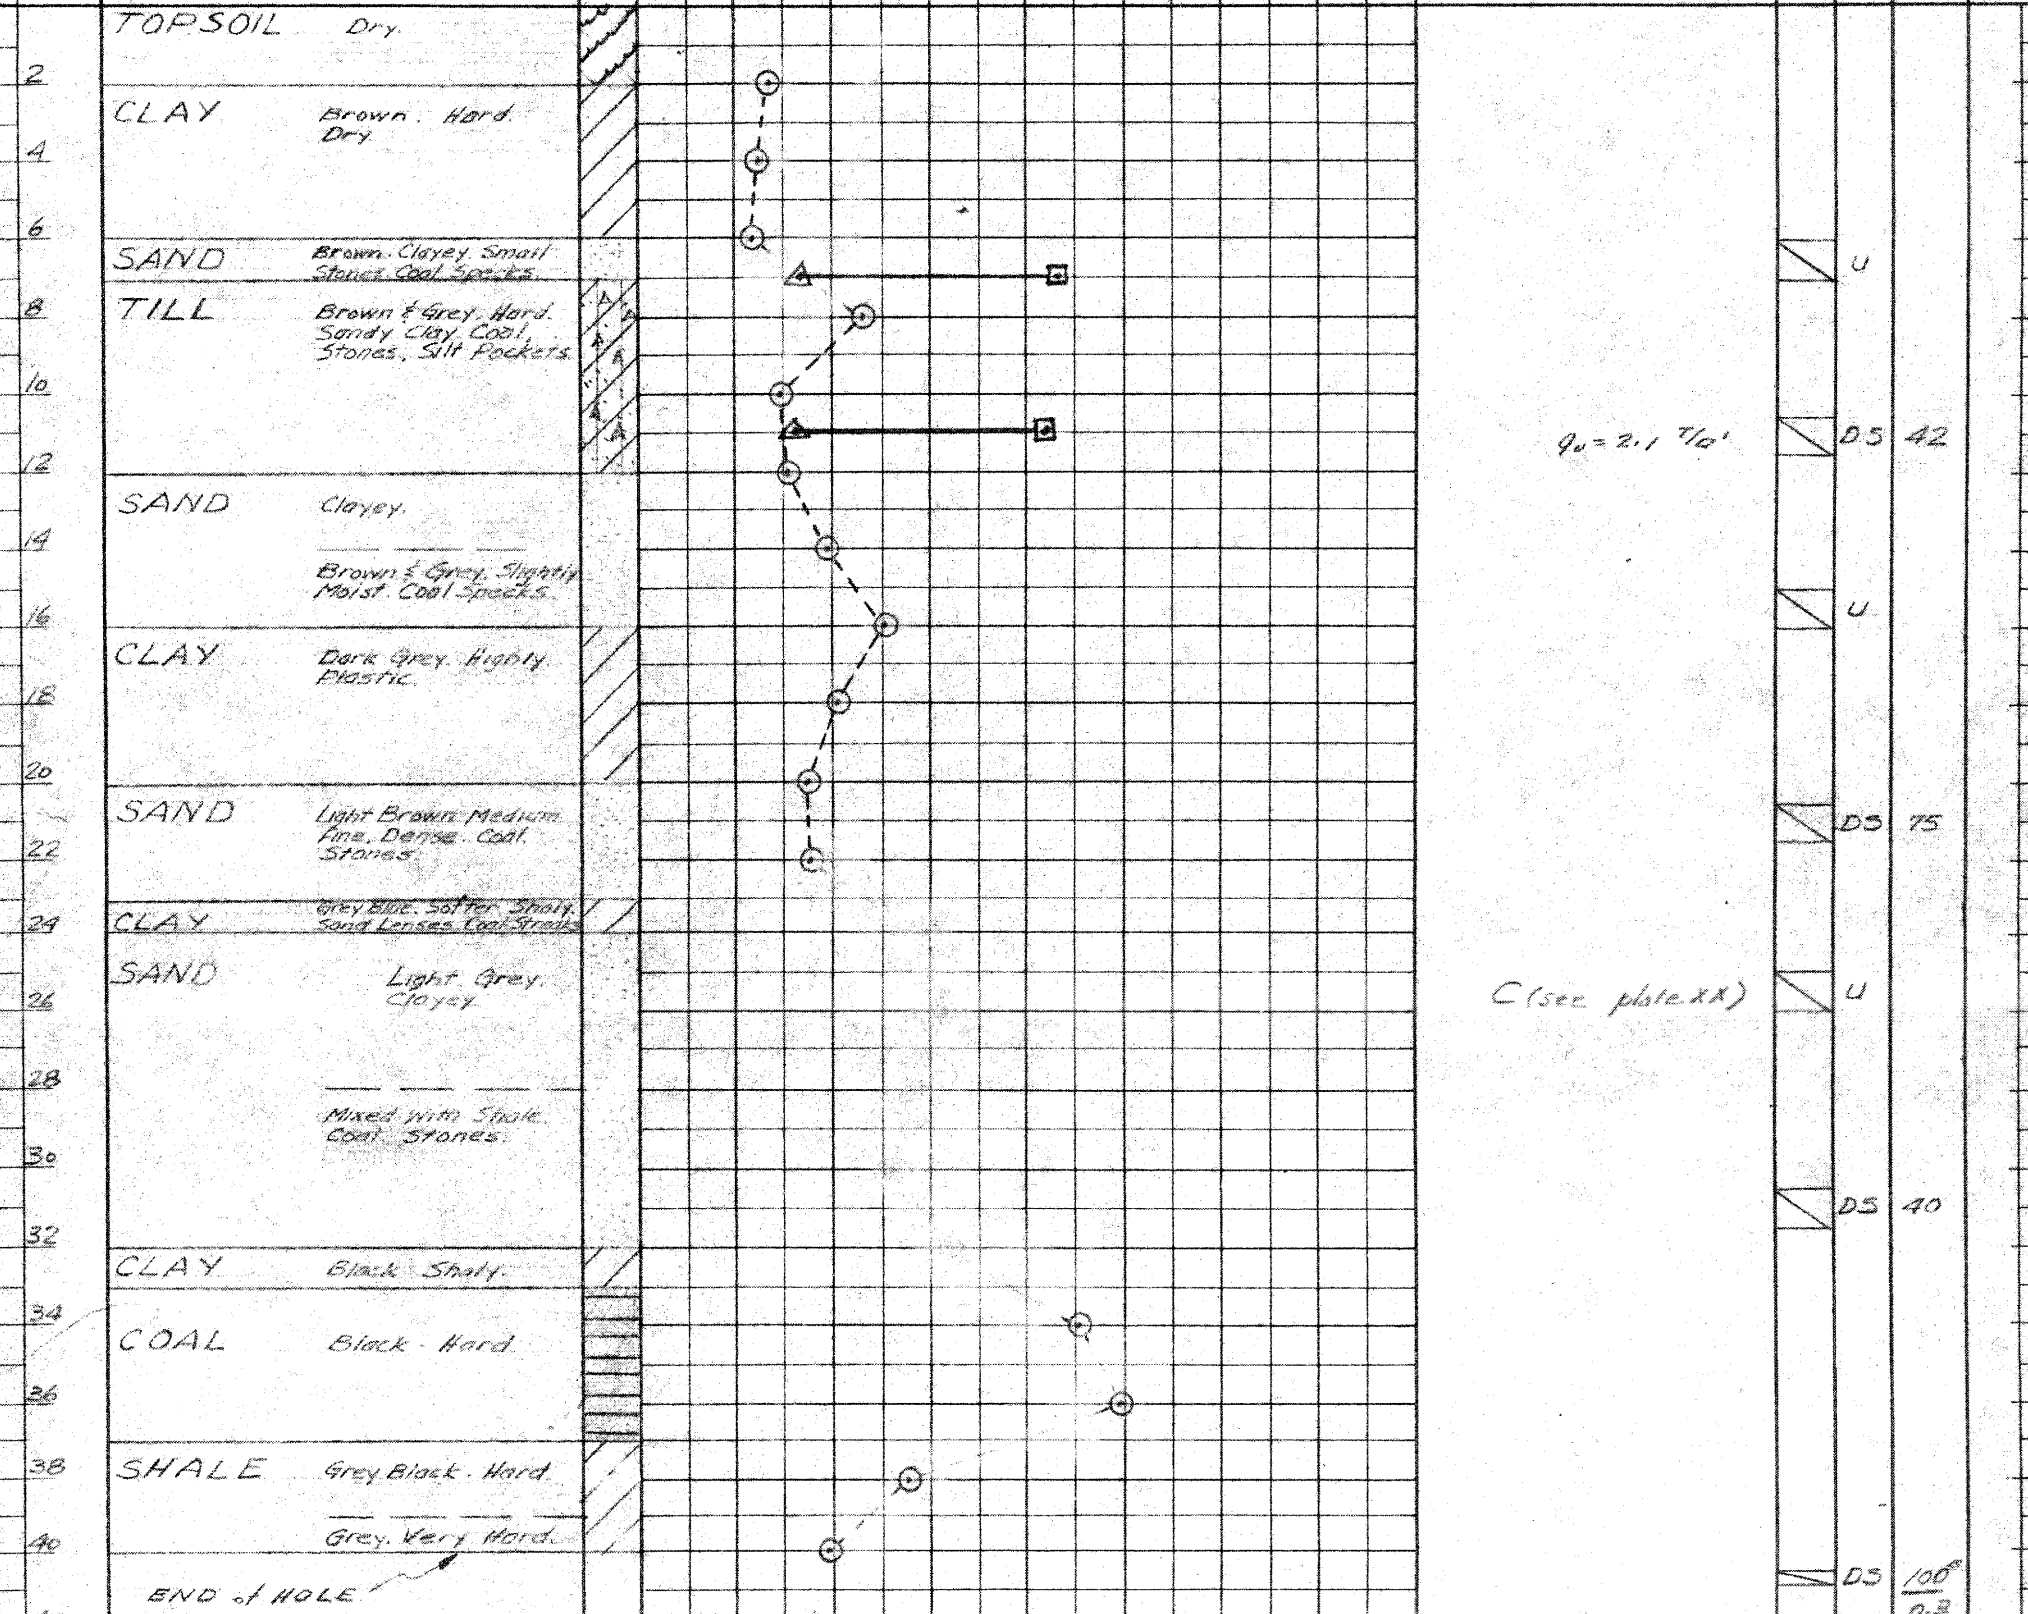 TOPSOIL Dry.
2
CLAY Brown. Hard.
Dry.
4
6
SAND Brown. Clayey. Small
Stones. Coal Specks.
U
8
TILL Brown & Grey. Hard.
Sandy Clay. Coal,
Stones, Silt Pockets.
10
qu = 2.1 T/□' DS 42
12
SAND Clayey.
14
Brown & Grey. Slightly
Moist. Coal Specks.
16
U
CLAY Dark Grey. Highly
Plastic.
18
20
SAND Light Brown. Medium
Fine. Dense. Coal.
Stones.
DS 75
22
CLAY Grey Blue. Softer. Shaly.
Sand Lenses. Coal Streaks
24
SAND Light Grey.
Clayey
26
C (see plate XX) U
28
Mixed with Shale.
Coal. Stones.
30
DS 40
32
CLAY Black. Shaly.
34
COAL Black. Hard
36
38
SHALE Grey Black. Hard
Grey. Very Hard.
40
END of HOLE
DS 100
0.3